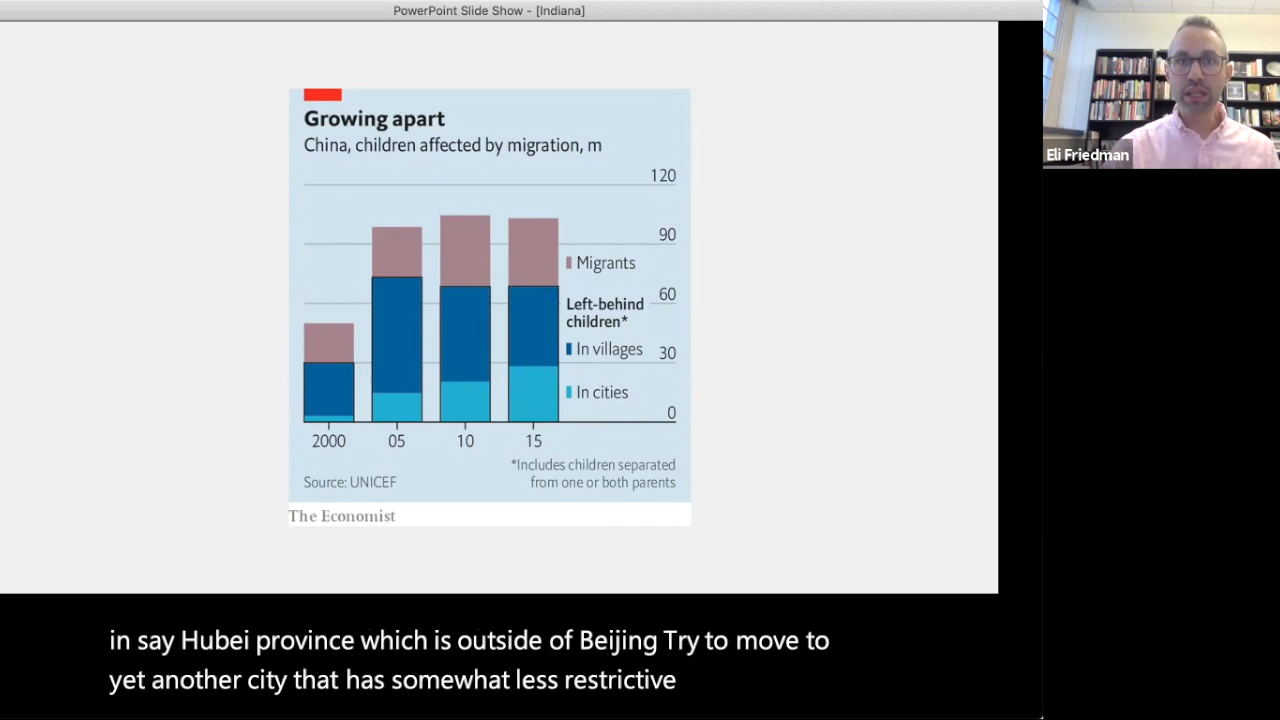 PowerPoint Slide Show - [Indiana]
Eli Friedman
Growing apart
China, children affected by migration, m
120
90
Migrants
Left-behind
60
children*
In villages
30
In cities
0
2000
05
10
15
*Includes children separated
from one or both parents
Source: UNICEF
The Economist
in say Hubei province which is outside of Beijing Try to move to
yet another city that has somewhat less restrictive